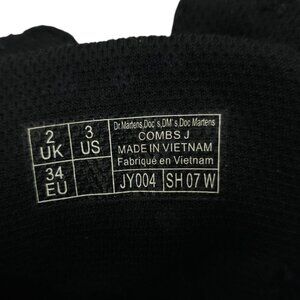 2 UK
3 US
34 EU
Dr.Martens,Doc's,DM's.Doc Martens
COMBS J
MADE IN VIETNAM
Fabriqué en Vietnam
JY004
SH 07 W